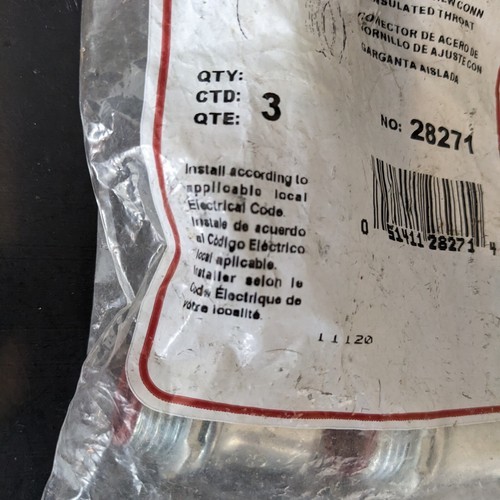 INSULATED THROAT
CONECTOR DE ACERO DE
TORNILLO DE AJUSTE CON
GARGANTA AISLADA
QTY:
CTD: 3
QTE:
NO: 28271
0 51411 28271 4
Install according to
applicable local
Electrical Code.
Instale de acuerdo
al Código Eléctrico
local aplicable.
Installer selon le
Code Électrique de
votre localité.
11120